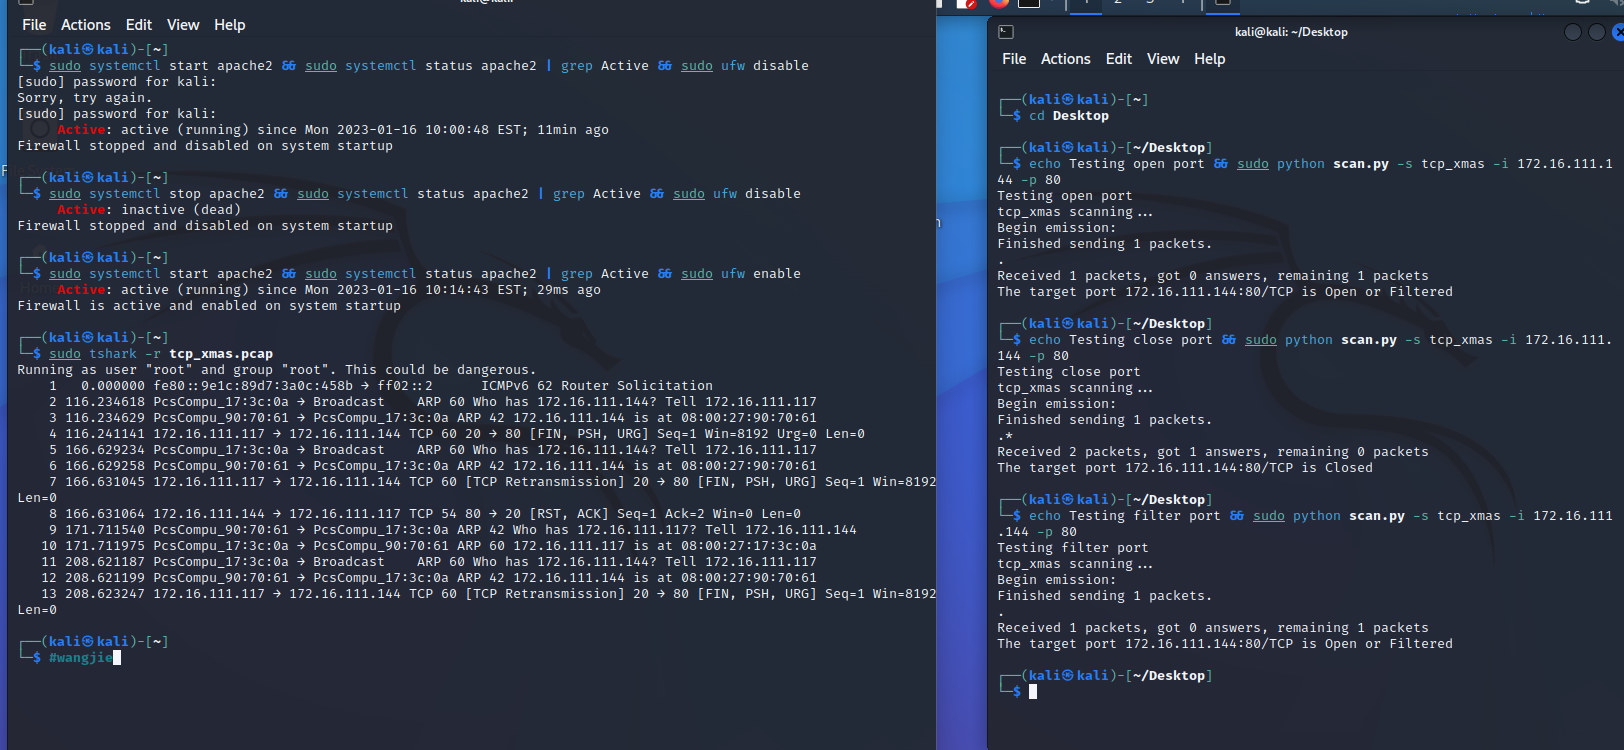 File Actions Edit View Help
┌──(kali㉿kali)-[~]
└─$ sudo systemctl start apache2 && sudo systemctl status apache2 | grep Active && sudo ufw disable
[sudo] password for kali:
Sorry, try again.
[sudo] password for kali:
Active: active (running) since Mon 2023-01-16 10:00:48 EST; 11min ago
Firewall stopped and disabled on system startup
┌──(kali㉿kali)-[~]
└─$ sudo systemctl stop apache2 && sudo systemctl status apache2 | grep Active && sudo ufw disable
Active: inactive (dead)
Firewall stopped and disabled on system startup
┌──(kali㉿kali)-[~]
└─$ sudo systemctl start apache2 && sudo systemctl status apache2 | grep Active && sudo ufw enable
Active: active (running) since Mon 2023-01-16 10:14:43 EST; 29ms ago
Firewall is active and enabled on system startup
┌──(kali㉿kali)-[~]
└─$ sudo tshark -r tcp_xmas.pcap
Running as user "root" and group "root". This could be dangerous.
1 0.000000 fe80::9e1c:89d7:3a0c:458b → ff02::2 ICMPv6 62 Router Solicitation
2 116.234618 PcsCompu_17:3c:0a → Broadcast ARP 60 Who has 172.16.111.144? Tell 172.16.111.117
3 116.234629 PcsCompu_90:70:61 → PcsCompu_17:3c:0a ARP 42 172.16.111.144 is at 08:00:27:90:70:61
4 116.241141 172.16.111.117 → 172.16.111.144 TCP 60 20 → 80 [FIN, PSH, URG] Seq=1 Win=8192 Urg=0 Len=0
5 166.629234 PcsCompu_17:3c:0a → Broadcast ARP 60 Who has 172.16.111.144? Tell 172.16.111.117
6 166.629258 PcsCompu_90:70:61 → PcsCompu_17:3c:0a ARP 42 172.16.111.144 is at 08:00:27:90:70:61
7 166.631045 172.16.111.117 → 172.16.111.144 TCP 60 [TCP Retransmission] 20 → 80 [FIN, PSH, URG] Seq=1 Win=8192
Len=0
8 166.631064 172.16.111.144 → 172.16.111.117 TCP 54 80 → 20 [RST, ACK] Seq=1 Ack=2 Win=0 Len=0
9 171.711540 PcsCompu_90:70:61 → PcsCompu_17:3c:0a ARP 42 Who has 172.16.111.117? Tell 172.16.111.144
10 171.711975 PcsCompu_17:3c:0a → PcsCompu_90:70:61 ARP 60 172.16.111.117 is at 08:00:27:17:3c:0a
11 208.621187 PcsCompu_17:3c:0a → Broadcast ARP 60 Who has 172.16.111.144? Tell 172.16.111.117
12 208.621199 PcsCompu_90:70:61 → PcsCompu_17:3c:0a ARP 42 172.16.111.144 is at 08:00:27:90:70:61
13 208.623247 172.16.111.117 → 172.16.111.144 TCP 60 [TCP Retransmission] 20 → 80 [FIN, PSH, URG] Seq=1 Win=8192
Len=0
┌──(kali㉿kali)-[~]
└─$ #wangjie
kali@kali: ~/Desktop
File Actions Edit View Help
┌──(kali㉿kali)-[~]
└─$ cd Desktop
┌──(kali㉿kali)-[~/Desktop]
└─$ echo Testing open port && sudo python scan.py -s tcp_xmas -i 172.16.111.1
44 -p 80
Testing open port
tcp_xmas scanning...
Begin emission:
Finished sending 1 packets.
.
Received 1 packets, got 0 answers, remaining 1 packets
The target port 172.16.111.144:80/TCP is Open or Filtered
┌──(kali㉿kali)-[~/Desktop]
└─$ echo Testing close port && sudo python scan.py -s tcp_xmas -i 172.16.111.
144 -p 80
Testing close port
tcp_xmas scanning...
Begin emission:
Finished sending 1 packets.
.*
Received 2 packets, got 1 answers, remaining 0 packets
The target port 172.16.111.144:80/TCP is Closed
┌──(kali㉿kali)-[~/Desktop]
└─$ echo Testing filter port && sudo python scan.py -s tcp_xmas -i 172.16.111
.144 -p 80
Testing filter port
tcp_xmas scanning...
Begin emission:
Finished sending 1 packets.
.
Received 1 packets, got 0 answers, remaining 1 packets
The target port 172.16.111.144:80/TCP is Open or Filtered
┌──(kali㉿kali)-[~/Desktop]
└─$